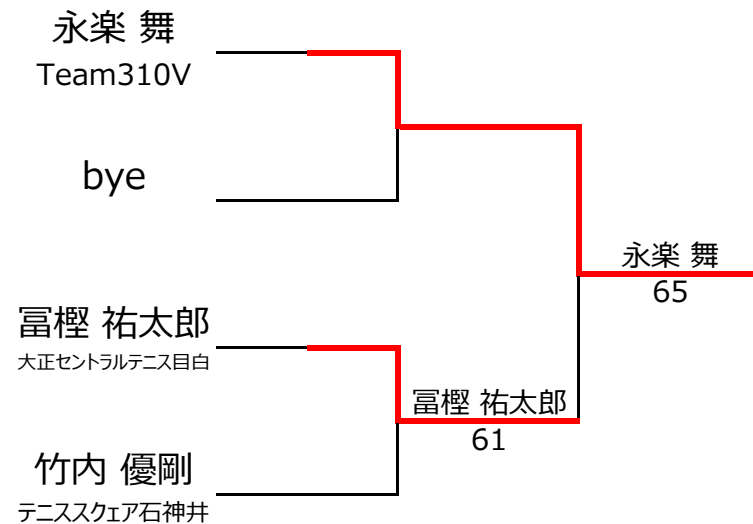 永楽 舞
Team310V
bye
永楽 舞
65
冨樫 祐太郎
大正セントラルテニス目白
冨樫 祐太郎
61
竹内 優剛
テニススクェア石神井